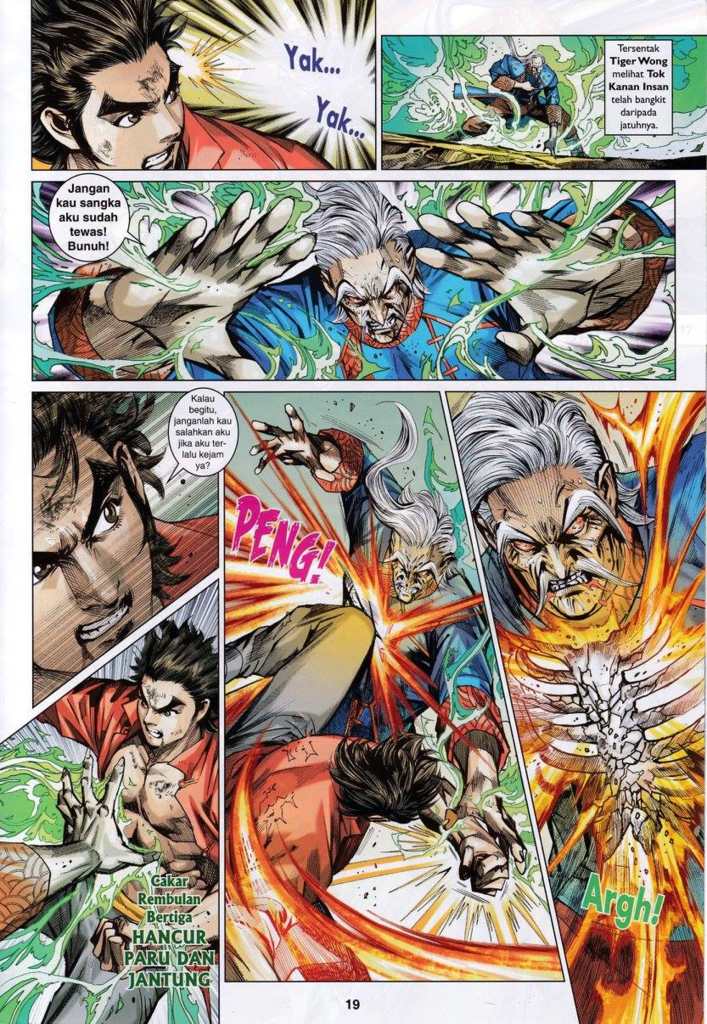 Yak...
Yak...
Tersentak
Tiger Wong
melihat Tok
Kanan Insan
telah bangkit
daripada
jatuhnya.
Jangan
kau sangka
aku sudah
tewas!
Bunuh!
Kalau
begitu,
janganlah kau
salahkan aku
jika aku ter-
lalu kejam
ya?
PENG!
Cakar
Rembulan
Bertiga
HANCUR
PARU DAN
JANTUNG
Argh!
19